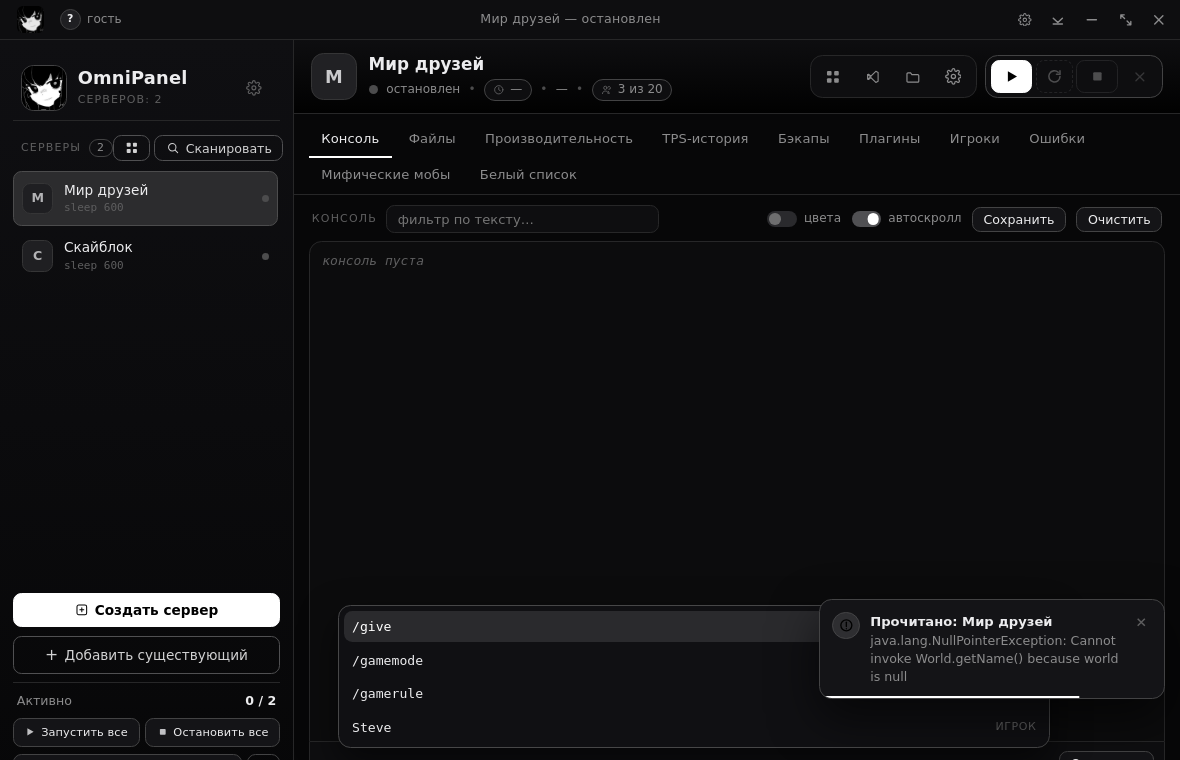 ? гость
Мир друзей — остановлен
OmniPanel
СЕРВЕРОВ: 2
СЕРВЕРЫ 2
Сканировать
М
Мир друзей
sleep 600
С
Скайблок
sleep 600
Создать сервер
+ Добавить существующий
Активно 0 / 2
Запустить все
Остановить все
М
Мир друзей
остановлен • — • — • 3 из 20
Консоль Файлы Производительность TPS-история Бэкапы Плагины Игроки Ошибки
Мифические мобы Белый список
КОНСОЛЬ фильтр по тексту… цвета автоскролл Сохранить Очистить
консоль пуста
/give
/gamemode
/gamerule
Steve ИГРОК
Прочитано: Мир друзей
java.lang.NullPointerException: Cannot
invoke World.getName() because world
is null